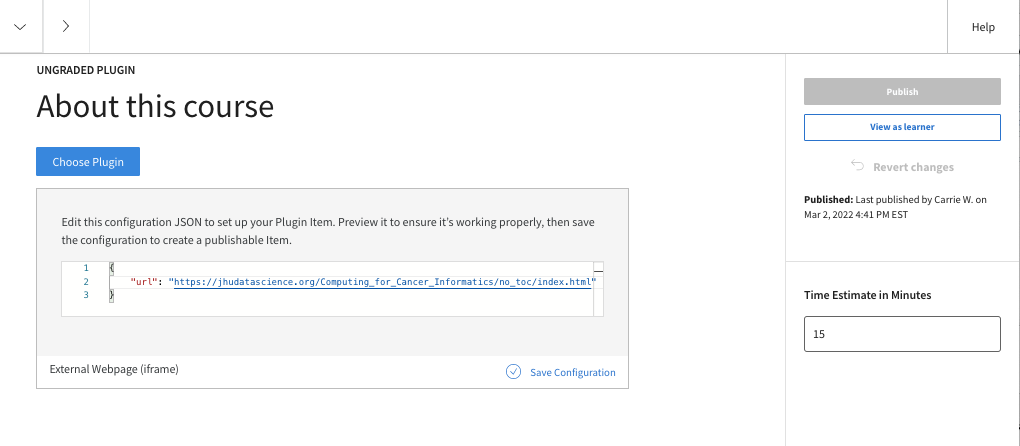 Help
UNGRADED PLUGIN
About this course
Choose Plugin
Edit this configuration JSON to set up your Plugin Item. Preview it to ensure it's working properly, then save
the configuration to create a publishable Item.
1 {
2 "url": "https://jhudatascience.org/Computing_for_Cancer_Informatics/no_toc/index.html"
3 }
External Webpage (iframe)
Save Configuration
Publish
View as learner
Revert changes
Published: Last published by Carrie W. on
Mar 2, 2022 4:41 PM EST
Time Estimate in Minutes
15